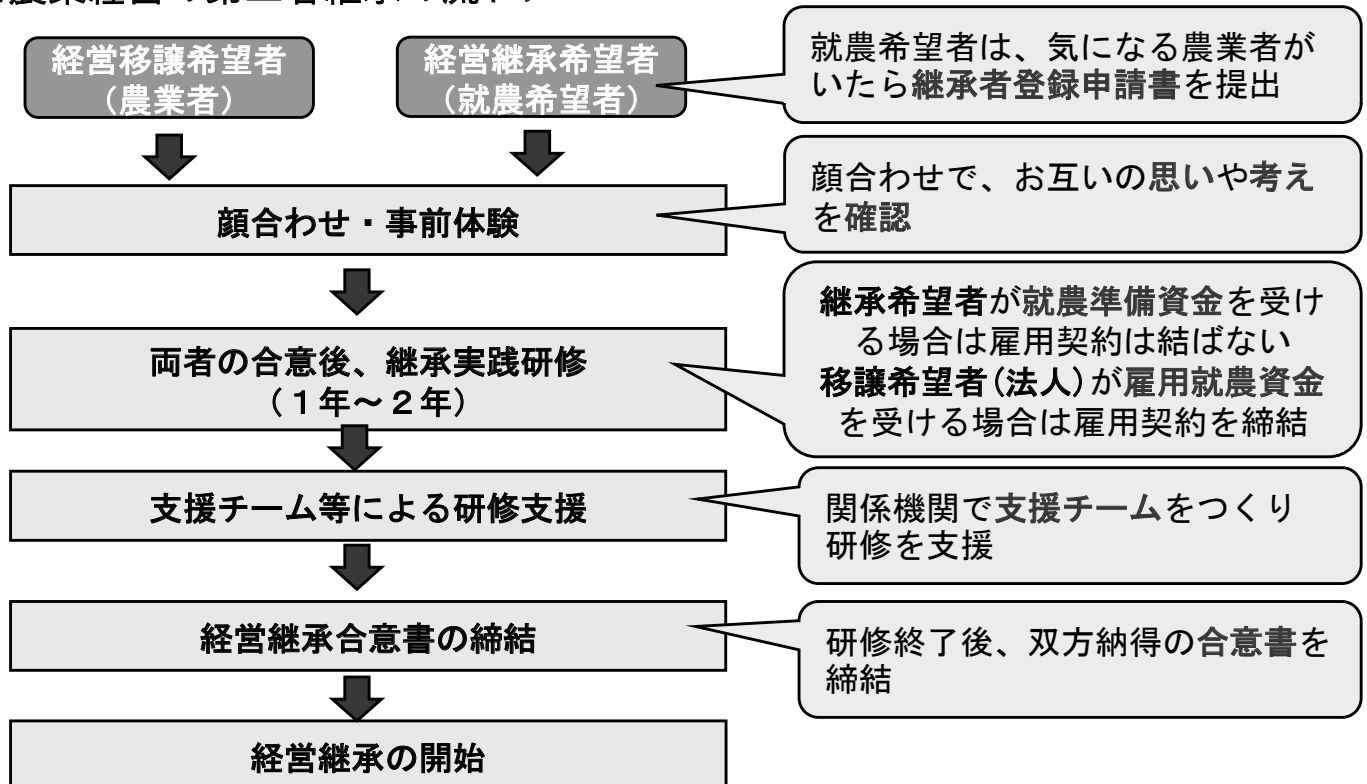 経営移譲希望者
（農業者）
経営継承希望者
（就農希望者）
就農希望者は、気になる農業者が
いたら継承者登録申請書を提出
顔合わせ・事前体験
顔合わせで、お互いの思いや考え
を確認
両者の合意後、継承実践研修
（１年～２年）
継承希望者が就農準備資金を受け
る場合は雇用契約は結ばない
移譲希望者(法人)が雇用就農資金
を受ける場合は雇用契約を締結
支援チーム等による研修支援
関係機関で支援チームをつくり
研修を支援
経営継承合意書の締結
研修終了後、双方納得の合意書を
締結
経営継承の開始